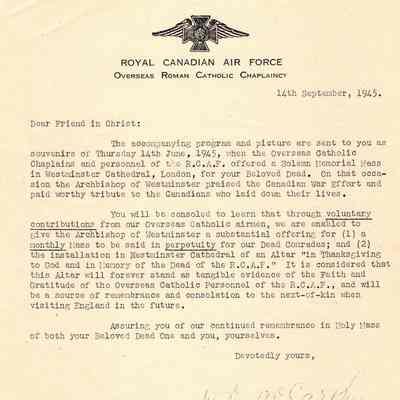 ROYAL CANADIAN AIR FORCE
OVERSEAS ROMAN CATHOLIC CHAPLAINCY
14th September, 1945.
Dear Friend in Christ:
The accompanying program and picture are sent to you as
souvenirs of Thursday 14th June, 1945, when the Overseas Catholic
Chaplains and personnel of the R.C.A.F. offered a Solemn Memorial Mass
in Westminster Cathedral, London, for your Beloved Dead. On that occa-
sion the Archbishop of Westminster praised the Canadian War Effort and
paid worthy tribute to the Canadians who laid down their lives.
You will be consoled to learn that through voluntary
contributions from our Overseas Catholic airmen, we are enabled to
give the Archbishop of Westminster a substantial offering for (1) a
monthly Mass to be said in perpetuity for our Dead Comrades; and (2)
the installation in Westminster Cathedral of an Altar "in Thanksgiving
to God and in Memory of the Dead of the R.C.A.F." It is considered that
this Altar will forever stand as tangible evidence of the Faith and
Gratitude of the Overseas Catholic Personnel of the R.C.A.F., and will
be a source of remembrance and consolation to the next-of-kin when
visiting England in the future.
Assuring you of our continued remembrance in Holy Mass
of both your Beloved Dead One and you, yourselves.
Devotedly yours,